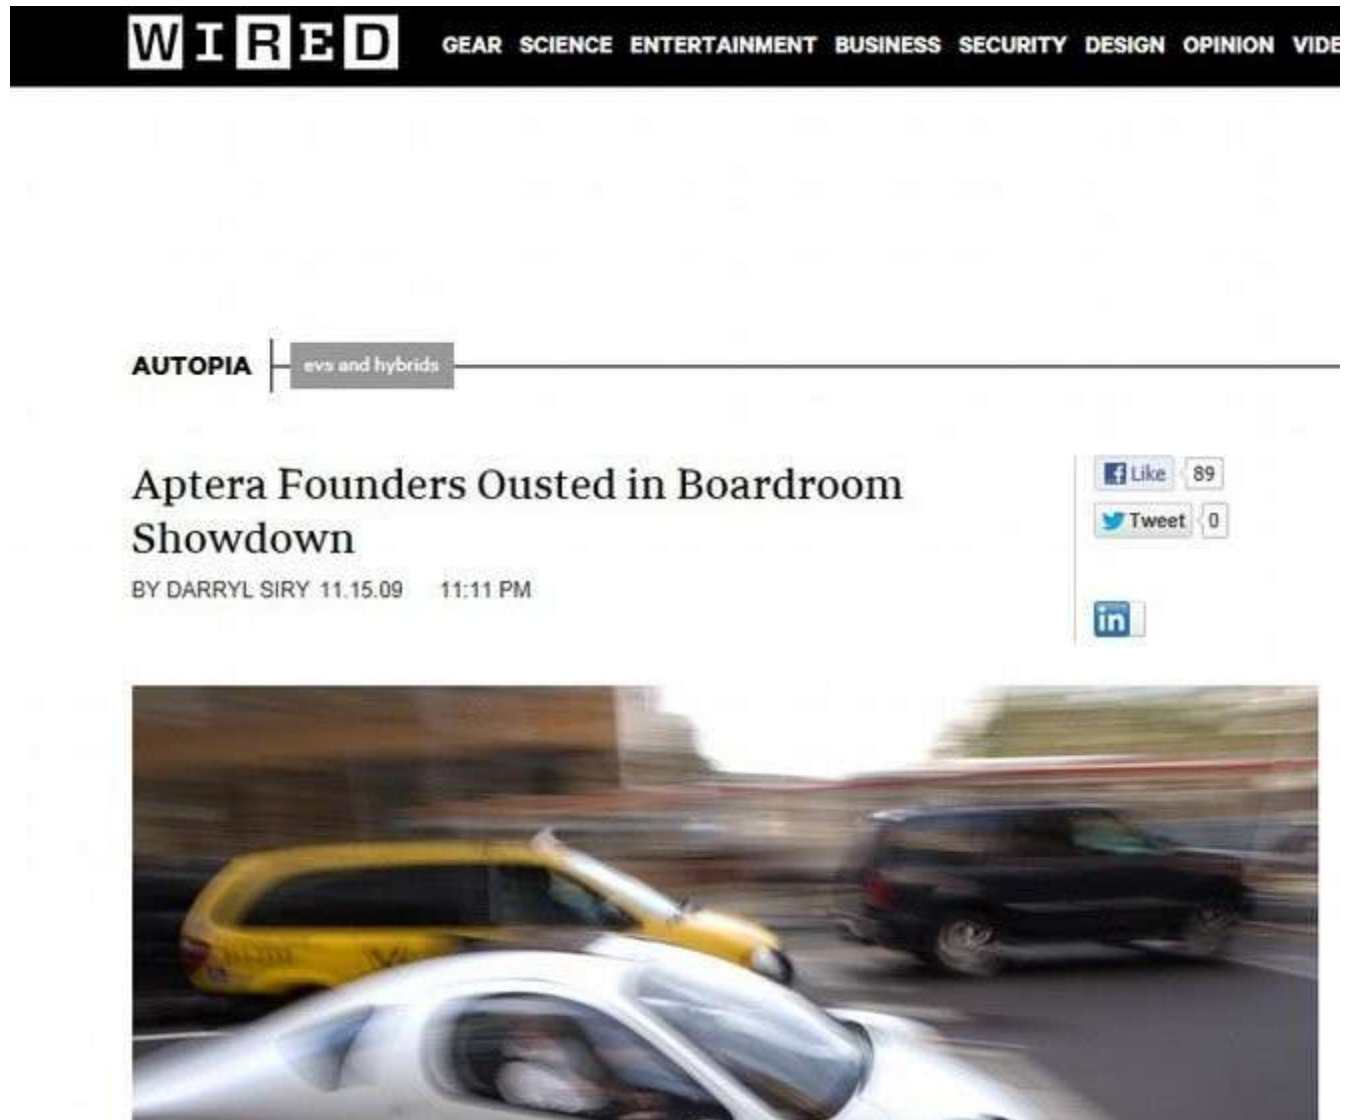 WIRED GEAR SCIENCE ENTERTAINMENT BUSINESS SECURITY DESIGN OPINION VIDE
AUTOPIA evs and hybrids
Aptera Founders Ousted in Boardroom
Showdown
BY DARRYL SIRY 11.15.09 11:11 PM
Like 89
Tweet 0
in